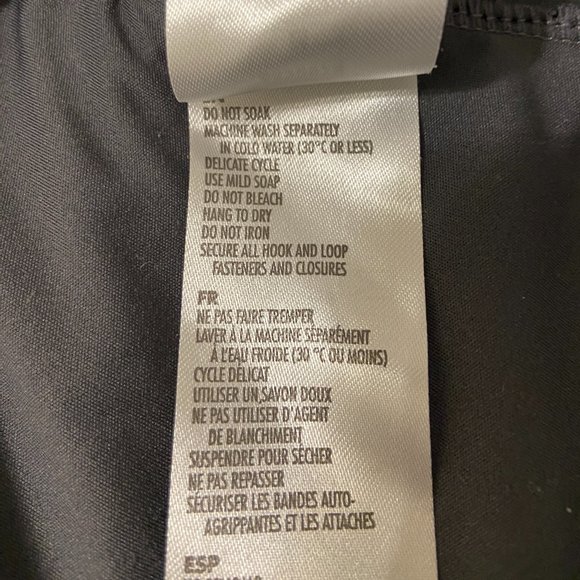 EN
DO NOT SOAK
MACHINE WASH SEPARATELY
IN COLD WATER (30°C OR LESS)
DELICATE CYCLE
USE MILD SOAP
DO NOT BLEACH
HANG TO DRY
DO NOT IRON
SECURE ALL HOOK AND LOOP
FASTENERS AND CLOSURES
FR
NE PAS FAIRE TREMPER
LAVER À LA MACHINE SÉPARÉMENT
À L'EAU FROIDE (30 °C OU MOINS)
CYCLE DÉLICAT
UTILISER UN SAVON DOUX
NE PAS UTILISER D'AGENT
DE BLANCHIMENT
SUSPENDRE POUR SÉCHER
NE PAS REPASSER
SÉCURISER LES BANDES AUTO-
AGRIPPANTES ET LES ATTACHES
ESP